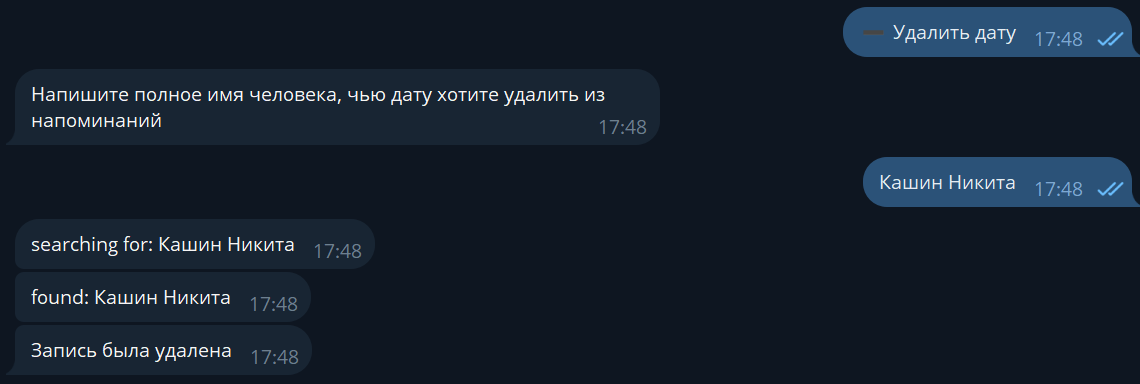 ➖ Удалить дату 17:48
Напишите полное имя человека, чью дату хотите удалить из
напоминаний 17:48
Кашин Никита 17:48
searching for: Кашин Никита 17:48
found: Кашин Никита 17:48
Запись была удалена 17:48